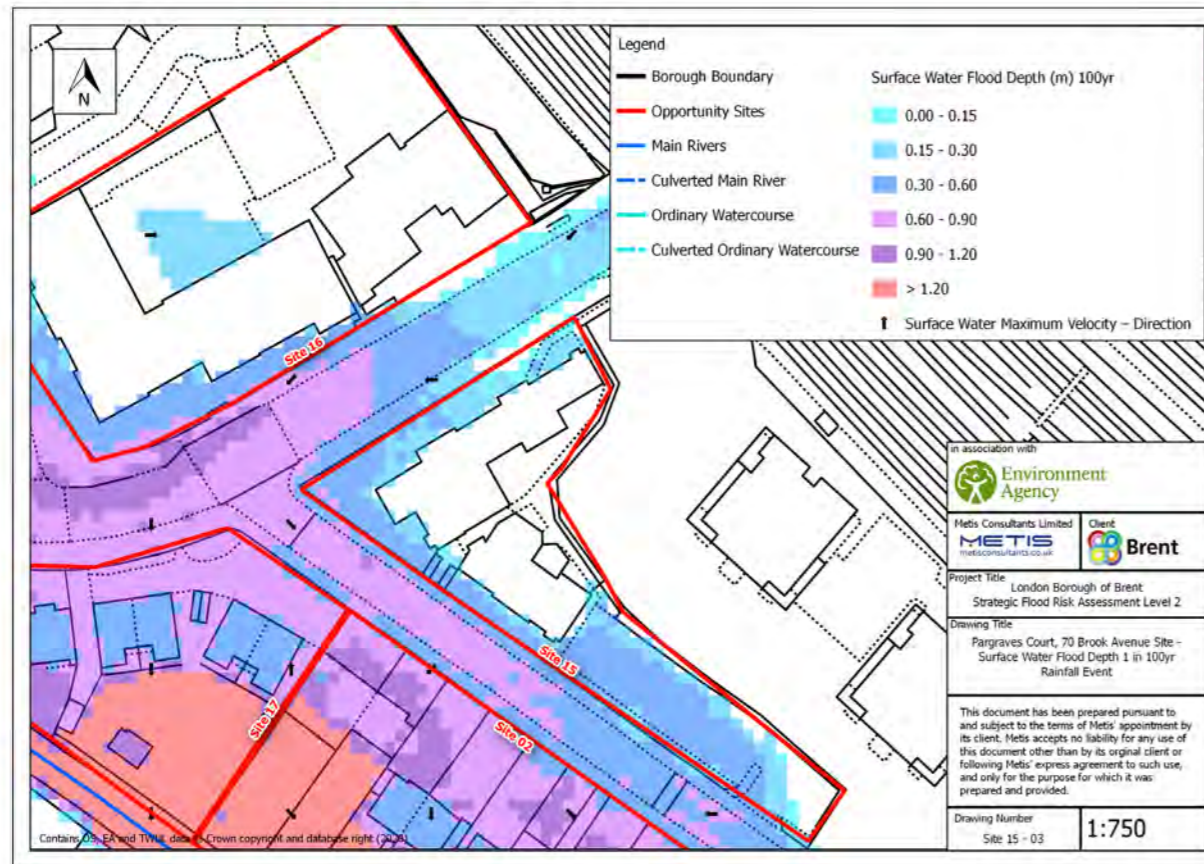 N
Legend
Borough Boundary
Opportunity Sites
Main Rivers
Culverted Main River
Ordinary Watercourse
Culverted Ordinary Watercourse
Surface Water Flood Depth (m) 100yr
0.00 - 0.15
0.15 - 0.30
0.30 - 0.60
0.60 - 0.90
0.90 - 1.20
> 1.20
Surface Water Maximum Velocity – Direction
Site 16
Site 15
Site 17
Site 02
in association with
Environment
Agency
Metis Consultants Limited
METIS
metisconsultants.co.uk
Client
Brent
Project Title
London Borough of Brent
Strategic Flood Risk Assessment Level 2
Drawing Title
Pargraves Court, 70 Brook Avenue Site -
Surface Water Flood Depth 1 in 100yr
Rainfall Event
This document has been prepared pursuant to
and subject to the terms of Metis' appointment by
its client. Metis accepts no liability for any use of
this document other than by its orginal client or
following Metis' express agreement to such use,
and only for the purpose for which it was
prepared and provided.
Drawing Number
Site 15 - 03
1:750
Contains OS, EA and TWUL data Crown copyright and database right